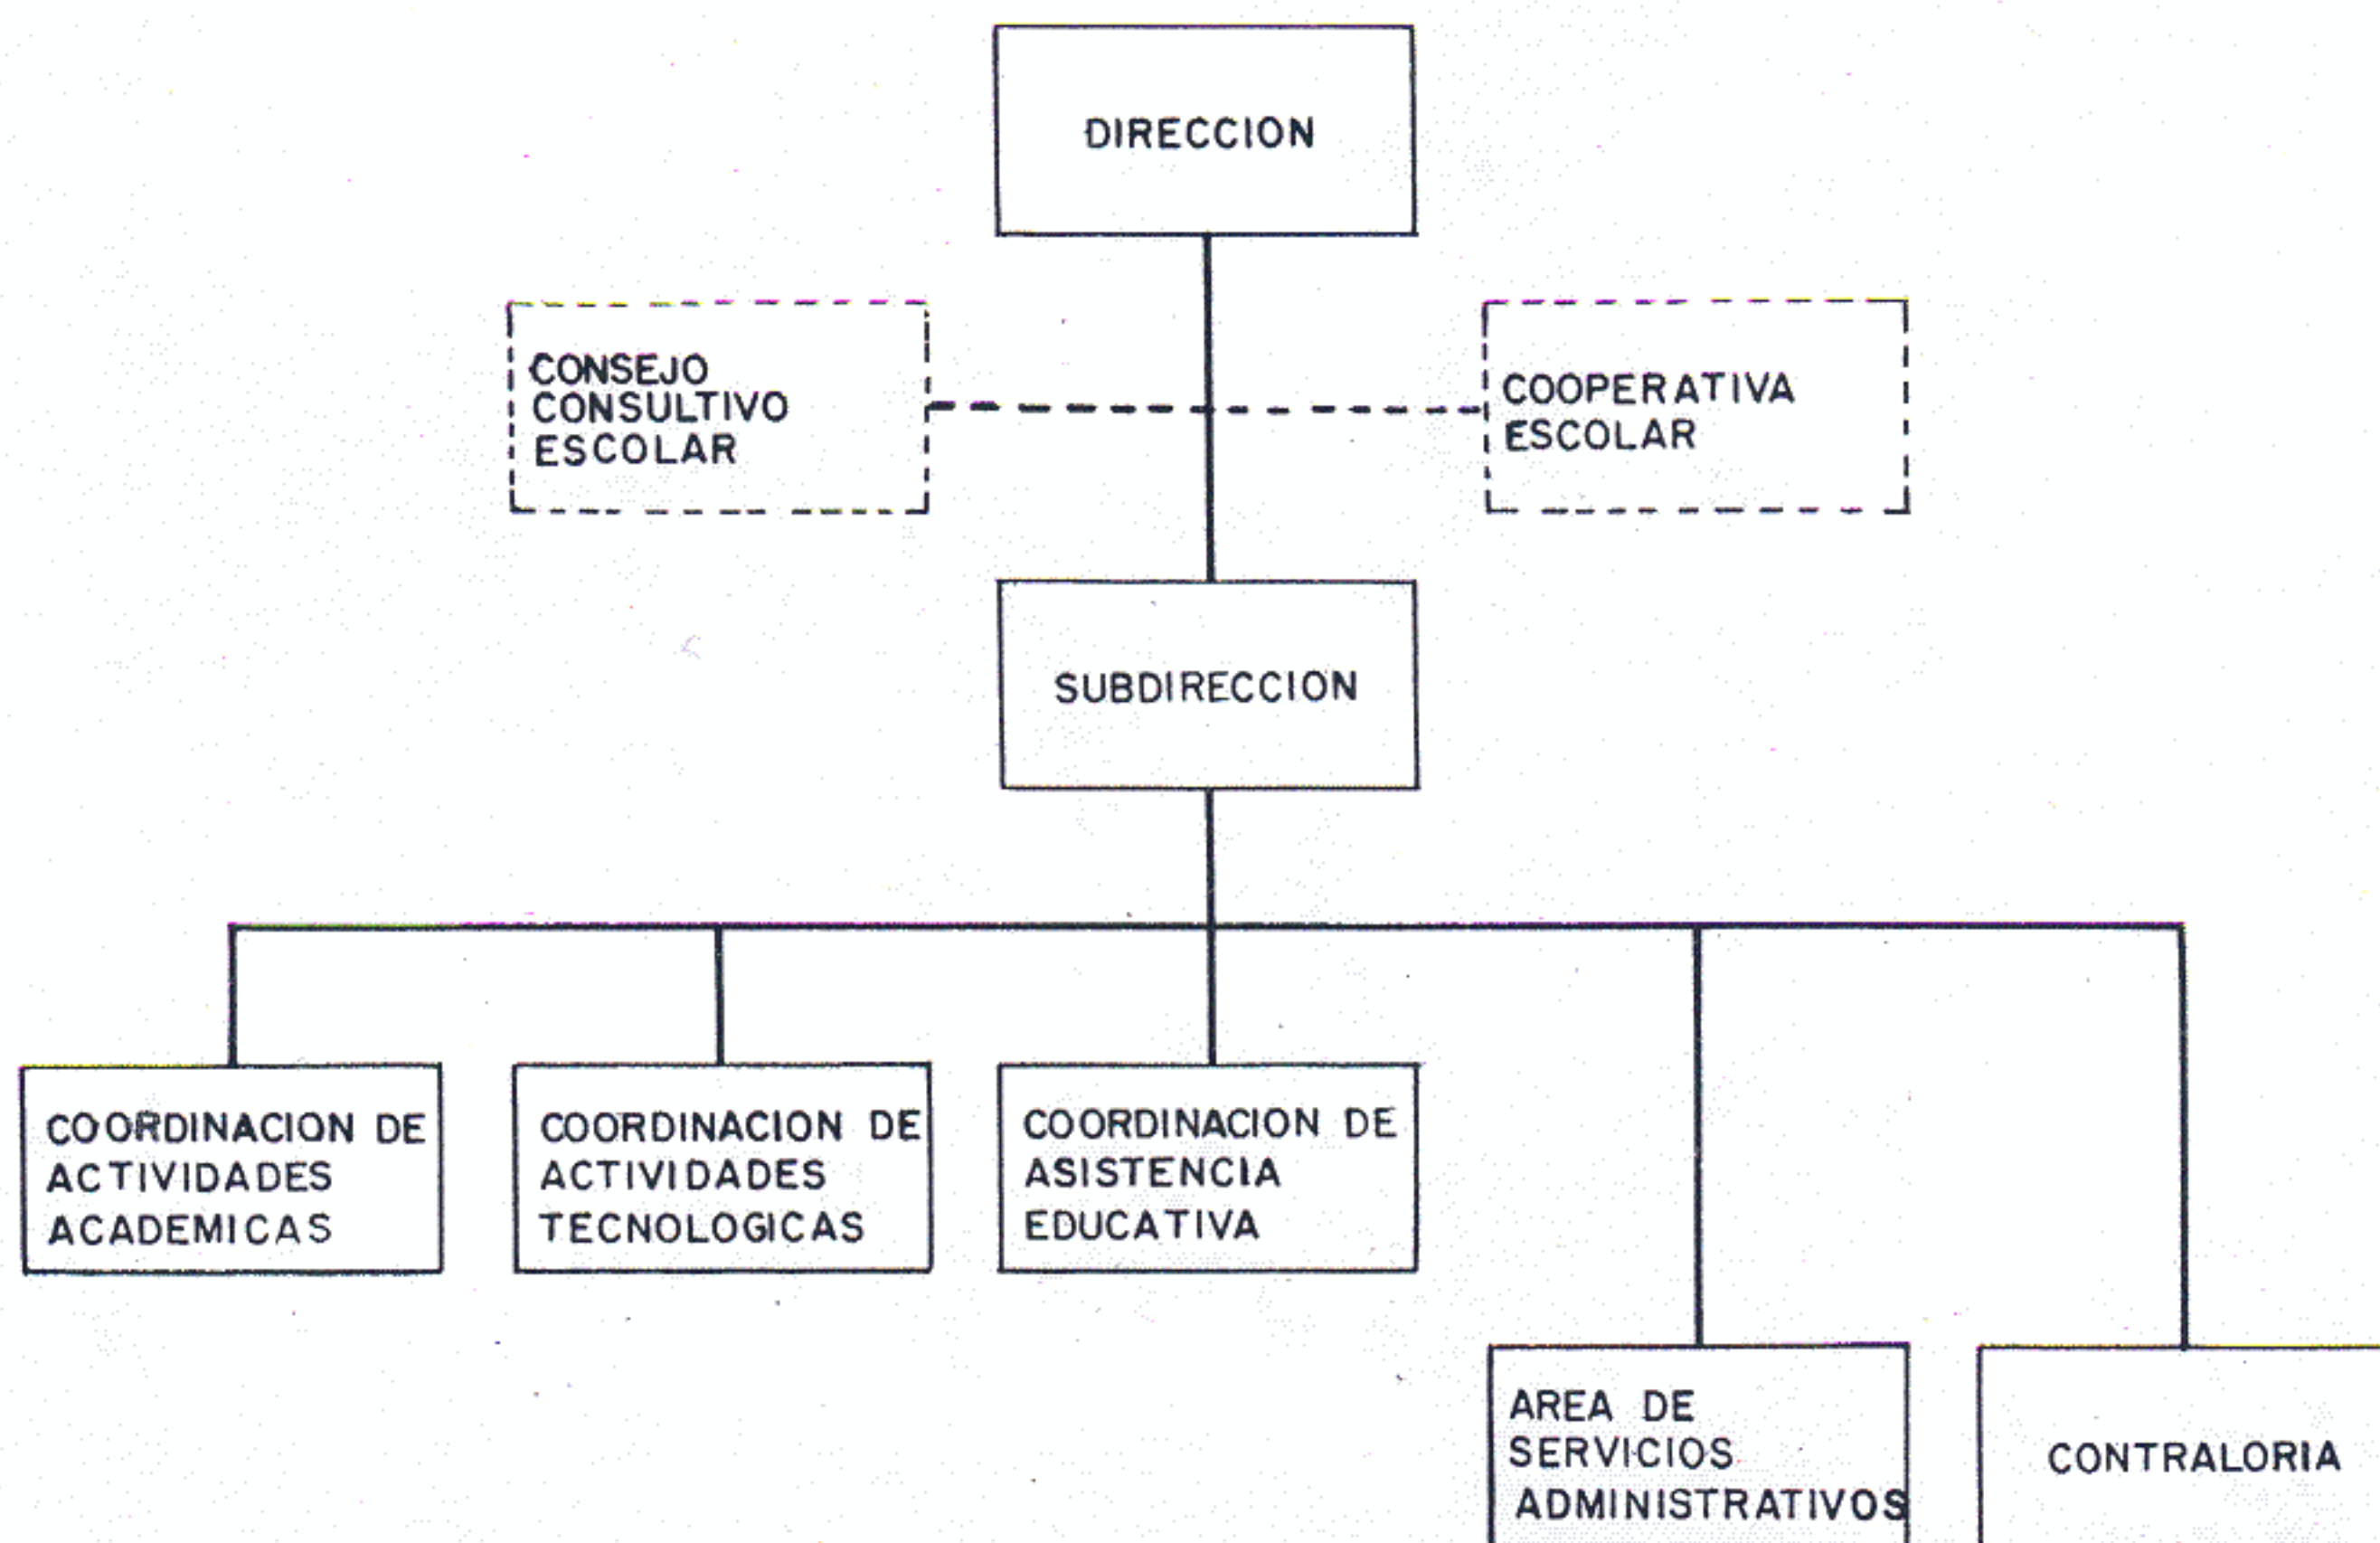 DIRECCION
CONSEJO
CONSULTIVO
ESCOLAR
COOPERATIVA
ESCOLAR
SUBDIRECCION
COORDINACION DE
ACTIVIDADES
ACADEMICAS
COORDINACION DE
ACTIVIDADES
TECNOLOGICAS
COORDINACION DE
ASISTENCIA
EDUCATIVA
AREA DE
SERVICIOS
ADMINISTRATIVOS
CONTRALORIA